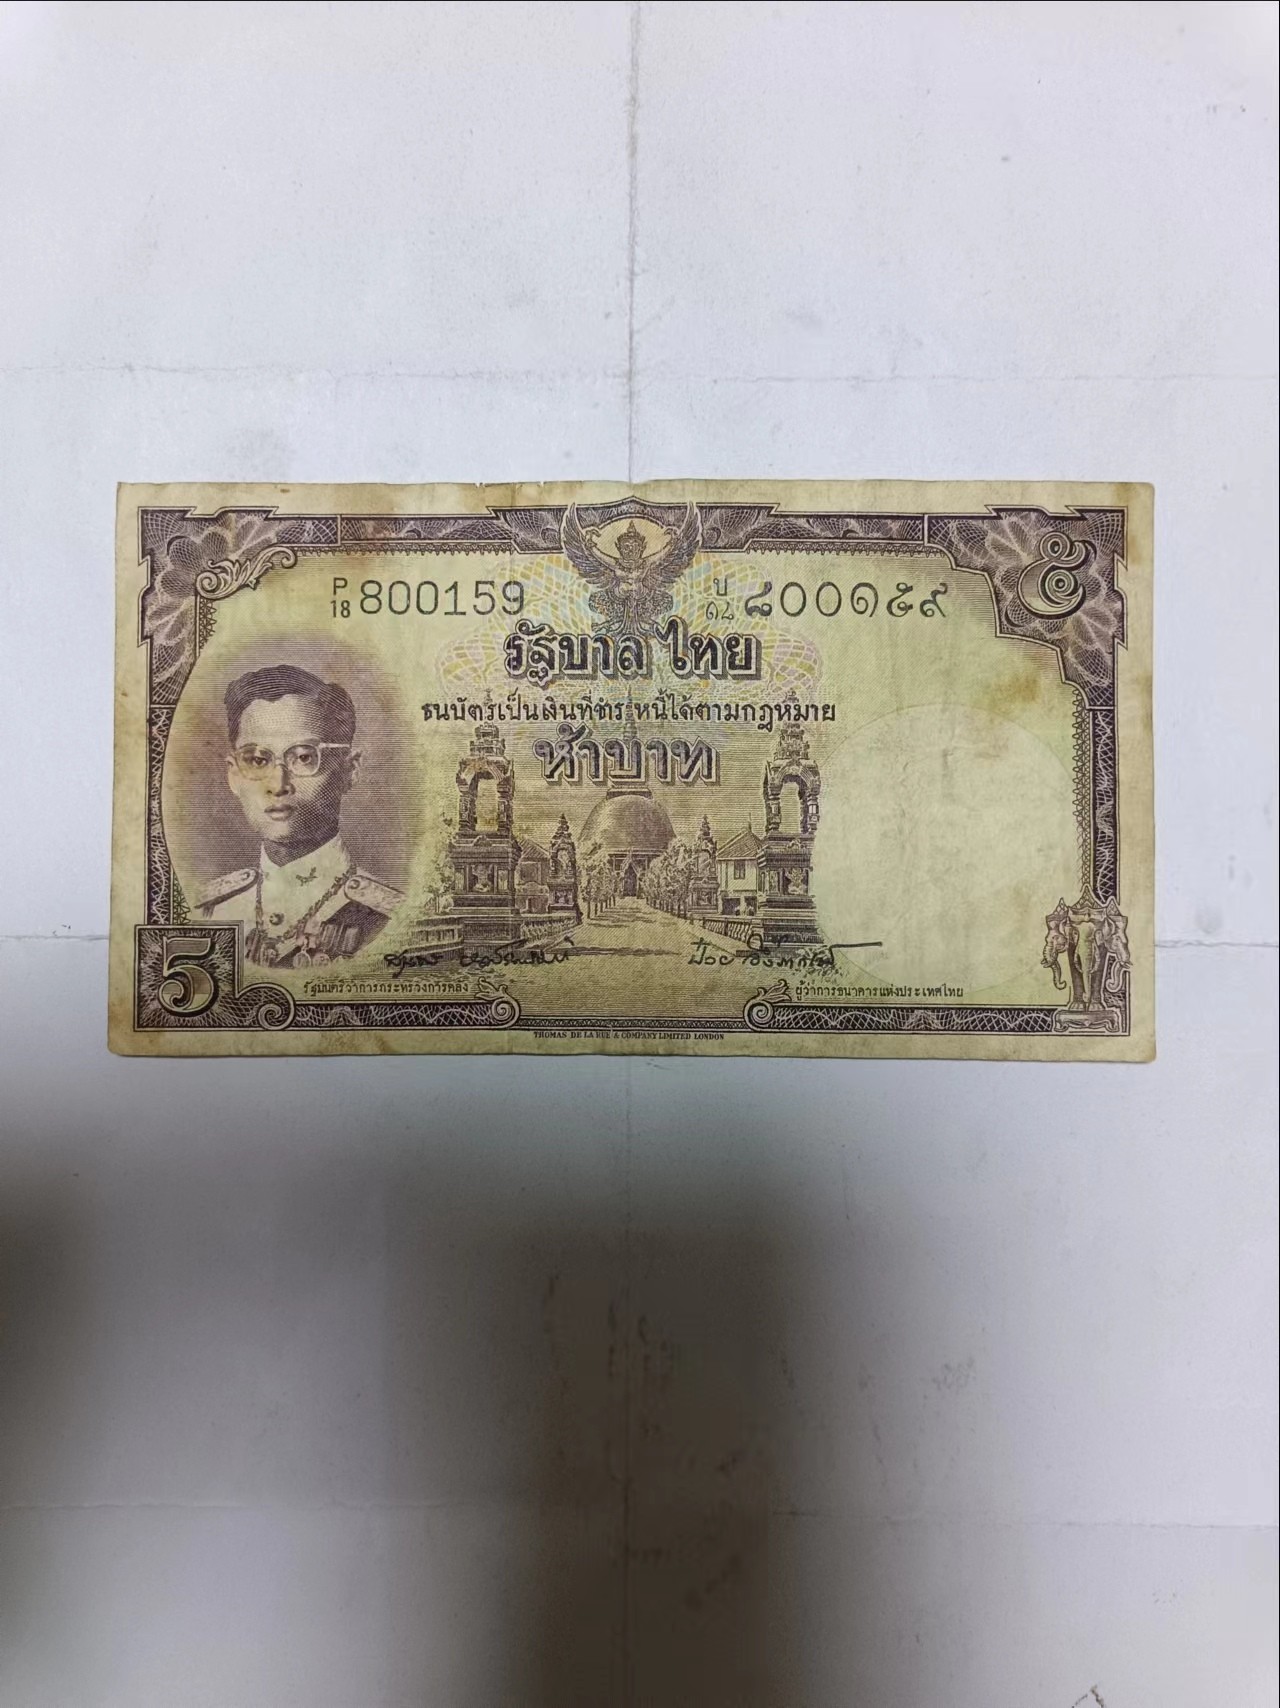 ๕
P/18 800159
บ/๑๘ ๘๐๐๑๕๙
รัฐบาลไทย
ธนบัตร์เป็นเงินที่ชำระหนี้ได้ตามกฎหมาย
ห้าบาท
5
รัฐมนตรีว่าการกระทรวงการคลัง
ผู้ว่าการธนาคารแห่งประเทศไทย
THOMAS DE LA RUE & COMPANY LIMITED LONDON